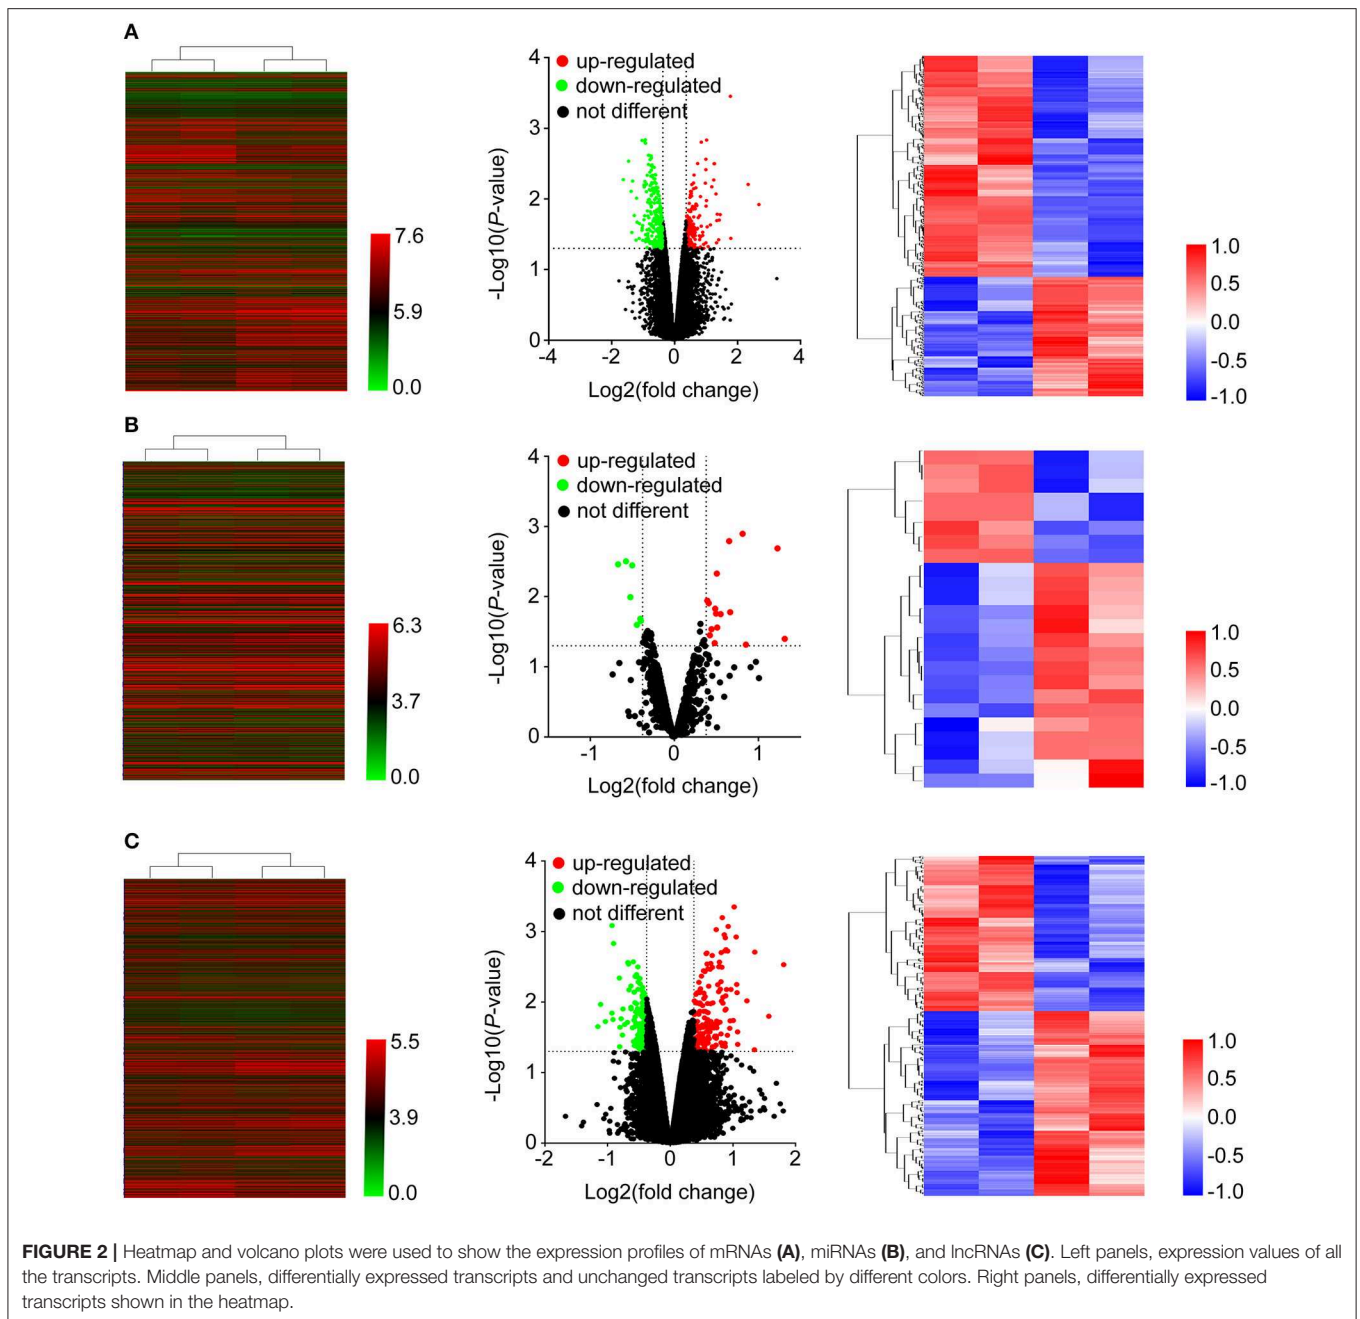 A
up-regulated
down-regulated
not different
4
3
2
1
0
-4
-2
0
2
4
-Log10(P-value)
Log2(fold change)
7.6
5.9
0.0
1.0
0.5
0.0
-0.5
-1.0
B
up-regulated
down-regulated
not different
4
3
2
1
0
-1
0
1
-Log10(P-value)
Log2(fold change)
6.3
3.7
0.0
1.0
0.5
0.0
-0.5
-1.0
C
up-regulated
down-regulated
not different
4
3
2
1
0
-2
-1
0
1
2
-Log10(P-value)
Log2(fold change)
5.5
3.9
0.0
1.0
0.5
0.0
-0.5
-1.0
FIGURE 2 | Heatmap and volcano plots were used to show the expression profiles of mRNAs (A), miRNAs (B), and lncRNAs (C). Left panels, expression values of all
the transcripts. Middle panels, differentially expressed transcripts and unchanged transcripts labeled by different colors. Right panels, differentially expressed
transcripts shown in the heatmap.